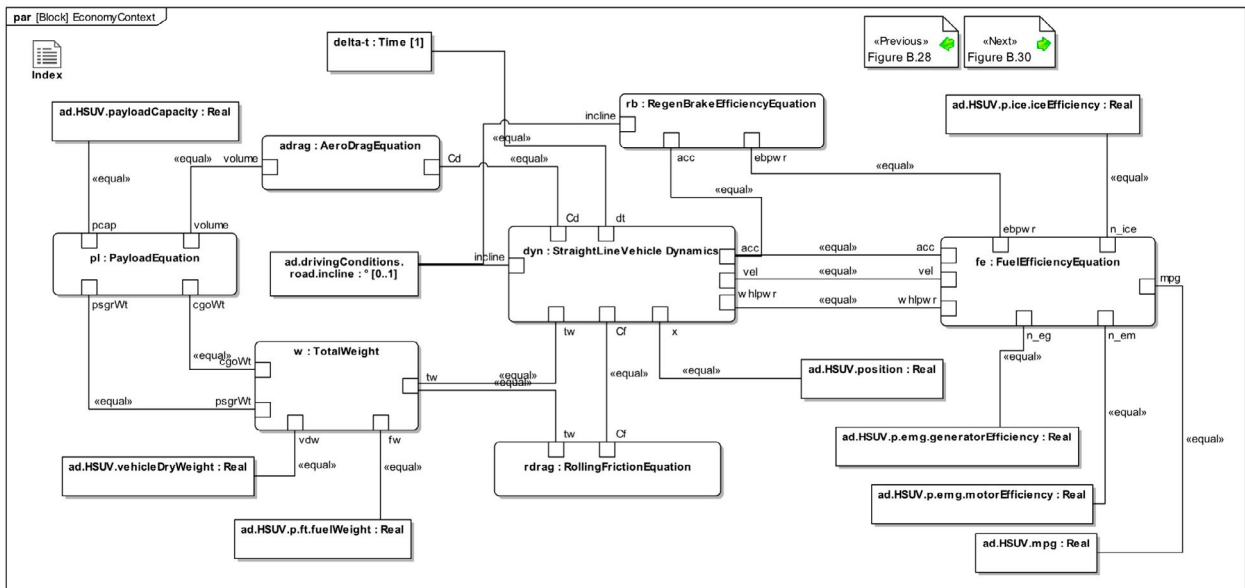 par [Block] EconomyContext
Index
delta-t : Time [1]
«Previous»
Figure B.28
«Next»
Figure B.30
ad.HSUV.payloadCapacity : Real
rb : RegenBrakeEfficiencyEquation
incline
acc
ebpwr
ad.HSUV.p.ice.iceEfficiency : Real
adrag : AeroDragEquation
volume
Cd
«equal»
«equal»
«equal»
«equal»
«equal»
«equal»
pcap
volume
pl : PayloadEquation
psgrWt
cgoWt
ad.drivingConditions.
road.incline : ° [0..1]
incline
Cd
dt
dyn : StraightLineVehicle Dynamics
acc
vel
whlpwr
tw
Cf
x
«equal»
«equal»
«equal»
acc
vel
whlpwr
ebpwr
n_ice
fe : FuelEfficiencyEquation
mpg
n_eg
n_em
«equal»
cgoWt
w : TotalWeight
tw
«equal»
«equal»
«equal»
«equal»
«equal»
psgrWt
vdw
fw
«equal»
ad.HSUV.position : Real
«equal»
«equal»
«equal»
tw
Cf
rdrag : RollingFrictionEquation
ad.HSUV.p.emg.generatorEfficiency : Real
ad.HSUV.vehicleDryWeight : Real
«equal»
«equal»
ad.HSUV.p.emg.motorEfficiency : Real
ad.HSUV.p.ft.fuelWeight : Real
ad.HSUV.mpg : Real